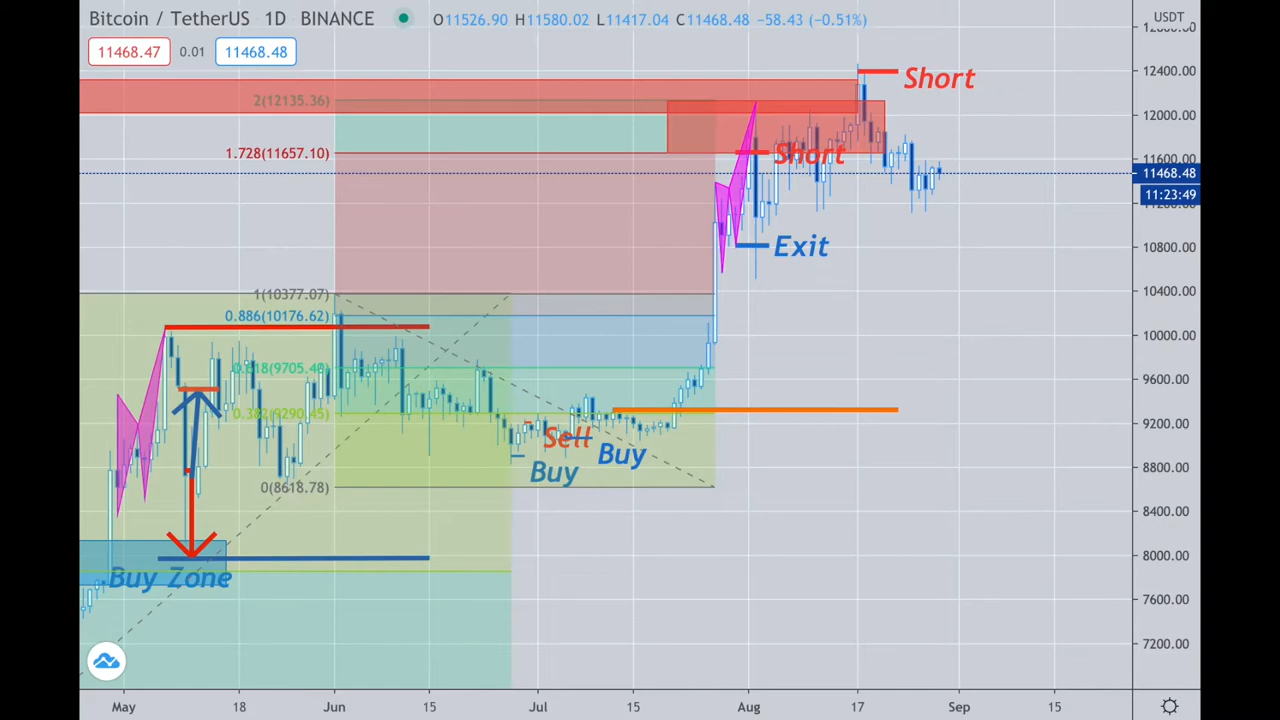 Bitcoin / TetherUS 1D BINANCE O11526.90 H11580.02 L11417.04 C11468.48 −58.43 (−0.51%)
USDT
11468.47 0.01 11468.48
12400.00
Short
2(12135.36)
12000.00
1.728(11657.10)
Short
11600.00
11468.48
11:23:49
Exit
10800.00
1(10377.07)
10400.00
0.886(10176.62)
10000.00
9600.00
0.382(9290.45)
9200.00
Sell
Buy
Buy
8800.00
0(8618.78)
8400.00
8000.00
Buy Zone
7600.00
7200.00
May 18 Jun 15 Jul 15 Aug 17 Sep 15